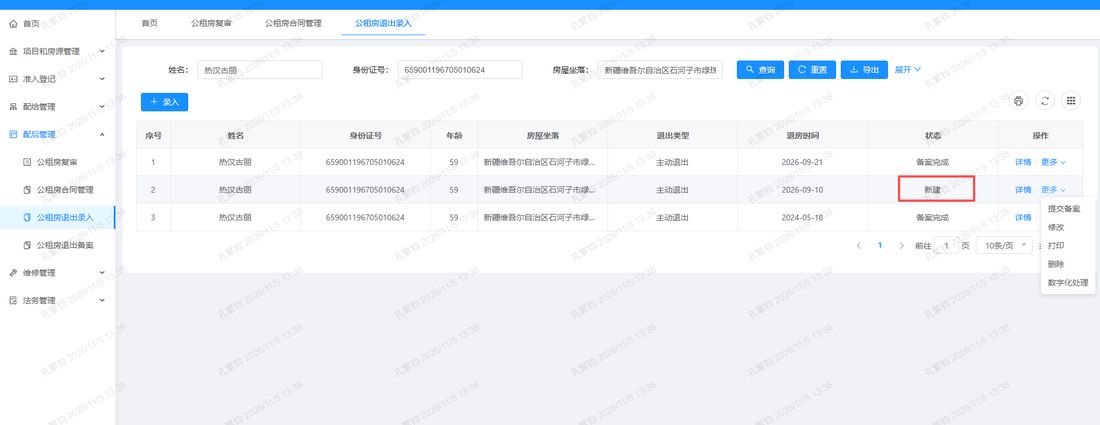 首页
项目和房源管理
准入登记
配给管理
配后管理
公租房复审
公租房合同管理
公租房退出录入
公租房退出备案
维修管理
法务管理
首页 公租房复审 公租房合同管理 公租房退出录入
姓名： 热汉古丽 身份证号： 659001196705010624 房屋坐落： 新疆维吾尔自治区石河子市绿珠 查询 重置 导出 展开
+ 录入
序号 姓名 身份证号 年龄 房屋坐落 退出类型 退房时间 状态 操作
1 热汉古丽 659001196705010624 59 新疆维吾尔自治区石河子市绿... 主动退出 2026-09-21 备案完成 详情 更多
2 热汉古丽 659001196705010624 59 新疆维吾尔自治区石河子市绿... 主动退出 2026-09-10 新建 详情 更多
3 热汉古丽 659001196705010624 59 新疆维吾尔自治区石河子市绿... 主动退出 2024-05-18 备案完成 详情
1 前往 1 页 10条/页
提交备案
修改
打印
删除
数字化处理
孔繁钧 2026/11/5 13:38